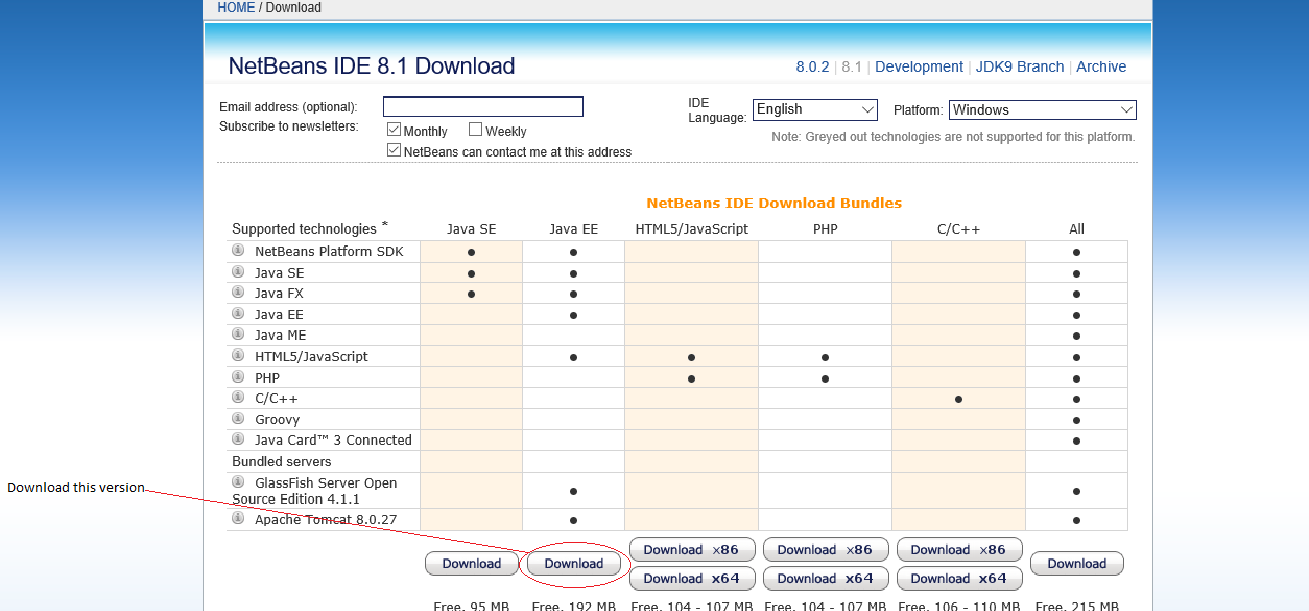 HOME / Download
NetBeans IDE 8.1 Download
8.0.2 | 8.1 | Development | JDK9 Branch | Archive
Email address (optional):
IDE Language: English
Platform: Windows
Subscribe to newsletters:
Monthly Weekly
Note: Greyed out technologies are not supported for this platform.
NetBeans can contact me at this address
NetBeans IDE Download Bundles
Supported technologies * Java SE Java EE HTML5/JavaScript PHP C/C++ All
NetBeans Platform SDK • • •
Java SE • • •
Java FX • • •
Java EE • •
Java ME •
HTML5/JavaScript • • • •
PHP • • •
C/C++ • •
Groovy •
Java Card™ 3 Connected •
Bundled servers
GlassFish Server Open
Source Edition 4.1.1 • •
Apache Tomcat 8.0.27 • •
Download this version
Download Download Download x86 Download x86 Download x86 Download
Download x64 Download x64 Download x64
Free, 95 MB Free, 192 MB Free, 104 - 107 MB Free, 104 - 107 MB Free, 106 - 110 MB Free, 215 MB